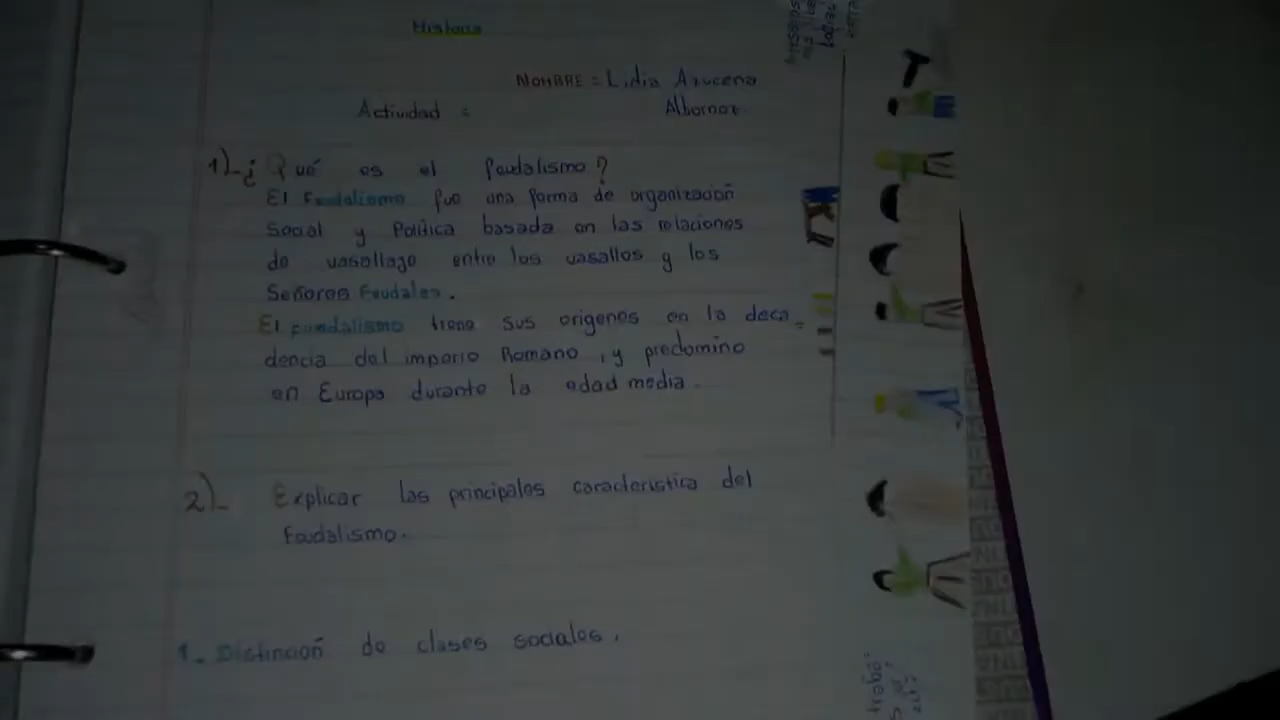 Historia
NOMBRE = Lidia Azucena
Albornoz
Actividad =
1)-¿Qué es el feudalismo?
El Feudalismo fue una forma de organización
Social y Política basada en las relaciones
de vasallaje entre los vasallos y los
Señores Feudales.
El feudalismo tiene sus origenes en la deca_
dencia del imperio Romano, y predomino
en Europa durante la edad media.
2)- Explicar las principales caracteristica del
feudalismo.
1- Distinción de clases sociales.